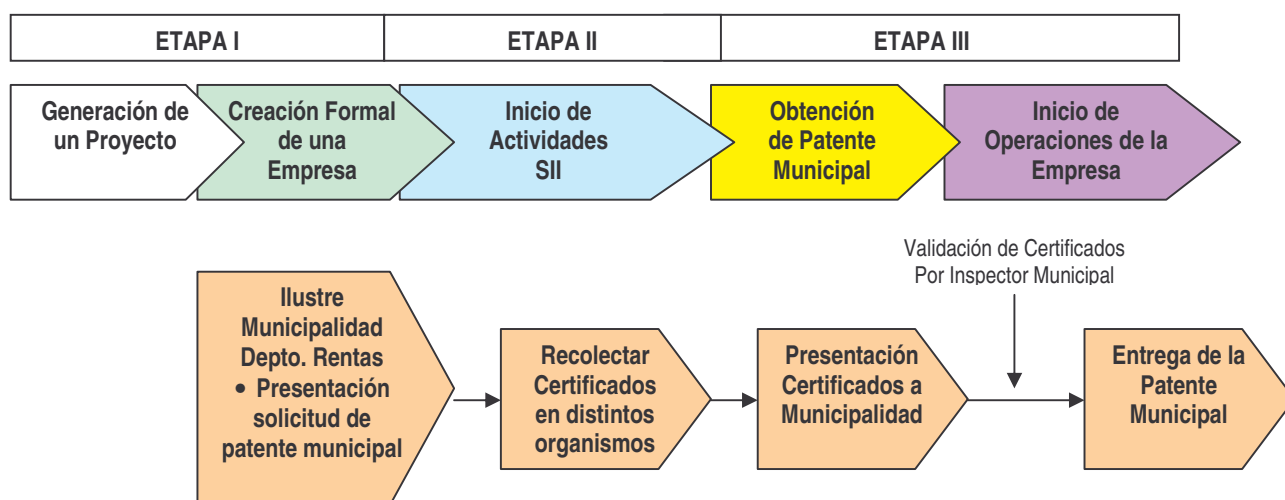 ETAPA I
ETAPA II
ETAPA III
Generación de
un Proyecto
Creación Formal
de una
Empresa
Inicio de
Actividades
SII
Obtención
de Patente
Municipal
Inicio de
Operaciones de la
Empresa
Validación de Certificados
Por Inspector Municipal
Ilustre
Municipalidad
Depto. Rentas
• Presentación
solicitud de
patente municipal
Recolectar
Certificados
en distintos
organismos
Presentación
Certificados a
Municipalidad
Entrega de la
Patente
Municipal